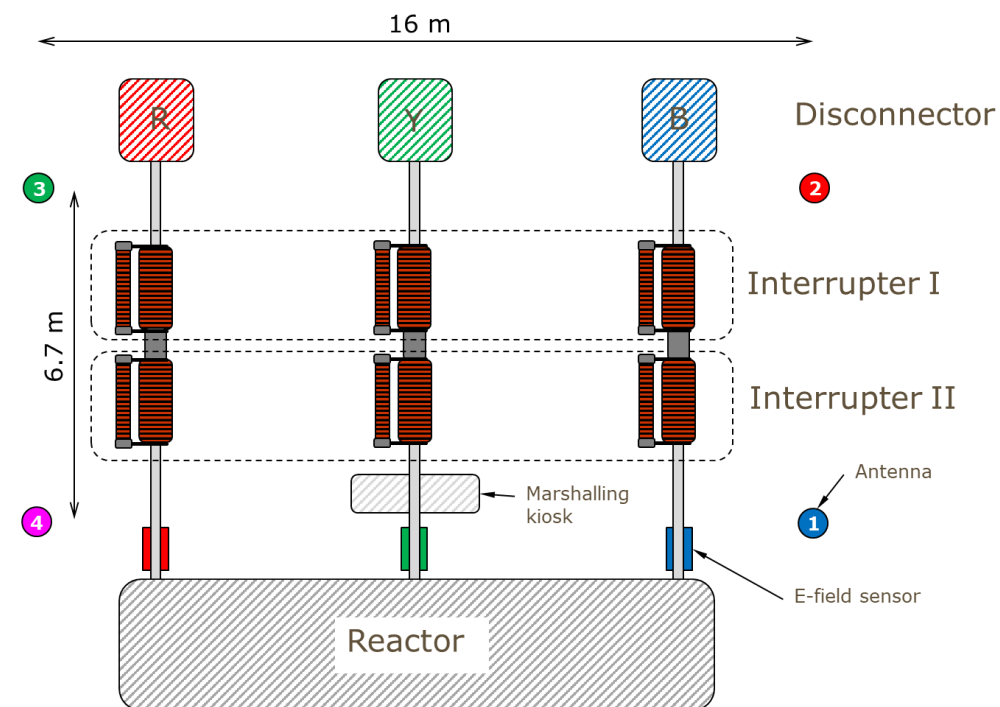 16 m
R
Y
B
Disconnector
3
2
6.7 m
Interrupter I
Interrupter II
Antenna
Marshalling
kiosk
4
1
E-field sensor
Reactor